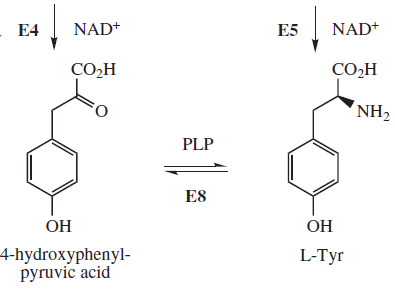 E4 NAD⁺ E5 NAD⁺
CO₂H CO₂H
O NH₂
PLP
E8
OH OH
4-hydroxyphenyl- L-Tyr
pyruvic acid